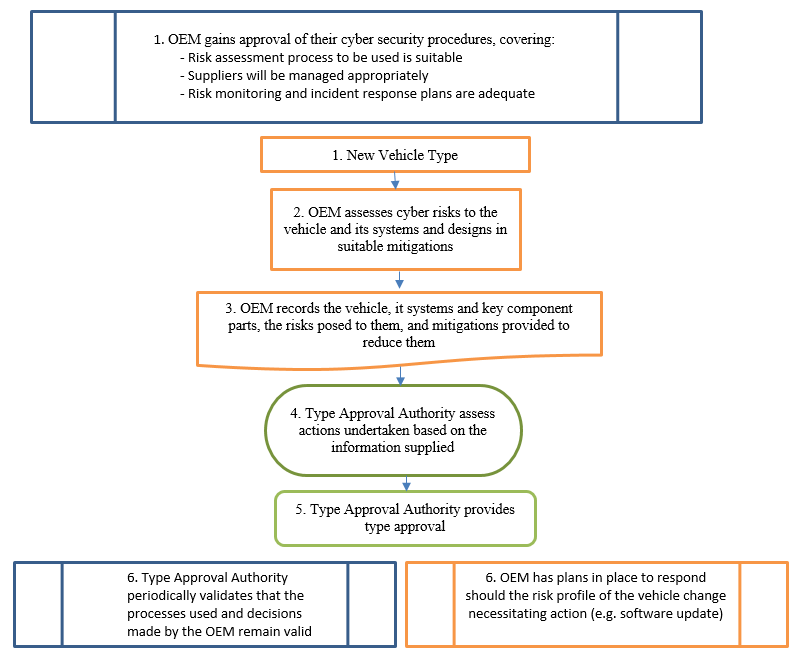 1. OEM gains approval of their cyber security procedures, covering:
- Risk assessment process to be used is suitable
- Suppliers will be managed appropriately
- Risk monitoring and incident response plans are adequate
1. New Vehicle Type
2. OEM assesses cyber risks to the
vehicle and its systems and designs in
suitable mitigations
3. OEM records the vehicle, it systems and key component
parts, the risks posed to them, and mitigations provided to
reduce them
4. Type Approval Authority assess
actions undertaken based on the
information supplied
5. Type Approval Authority provides
type approval
6. Type Approval Authority
periodically validates that the
processes used and decisions
made by the OEM remain valid
6. OEM has plans in place to respond
should the risk profile of the vehicle change
necessitating action (e.g. software update)